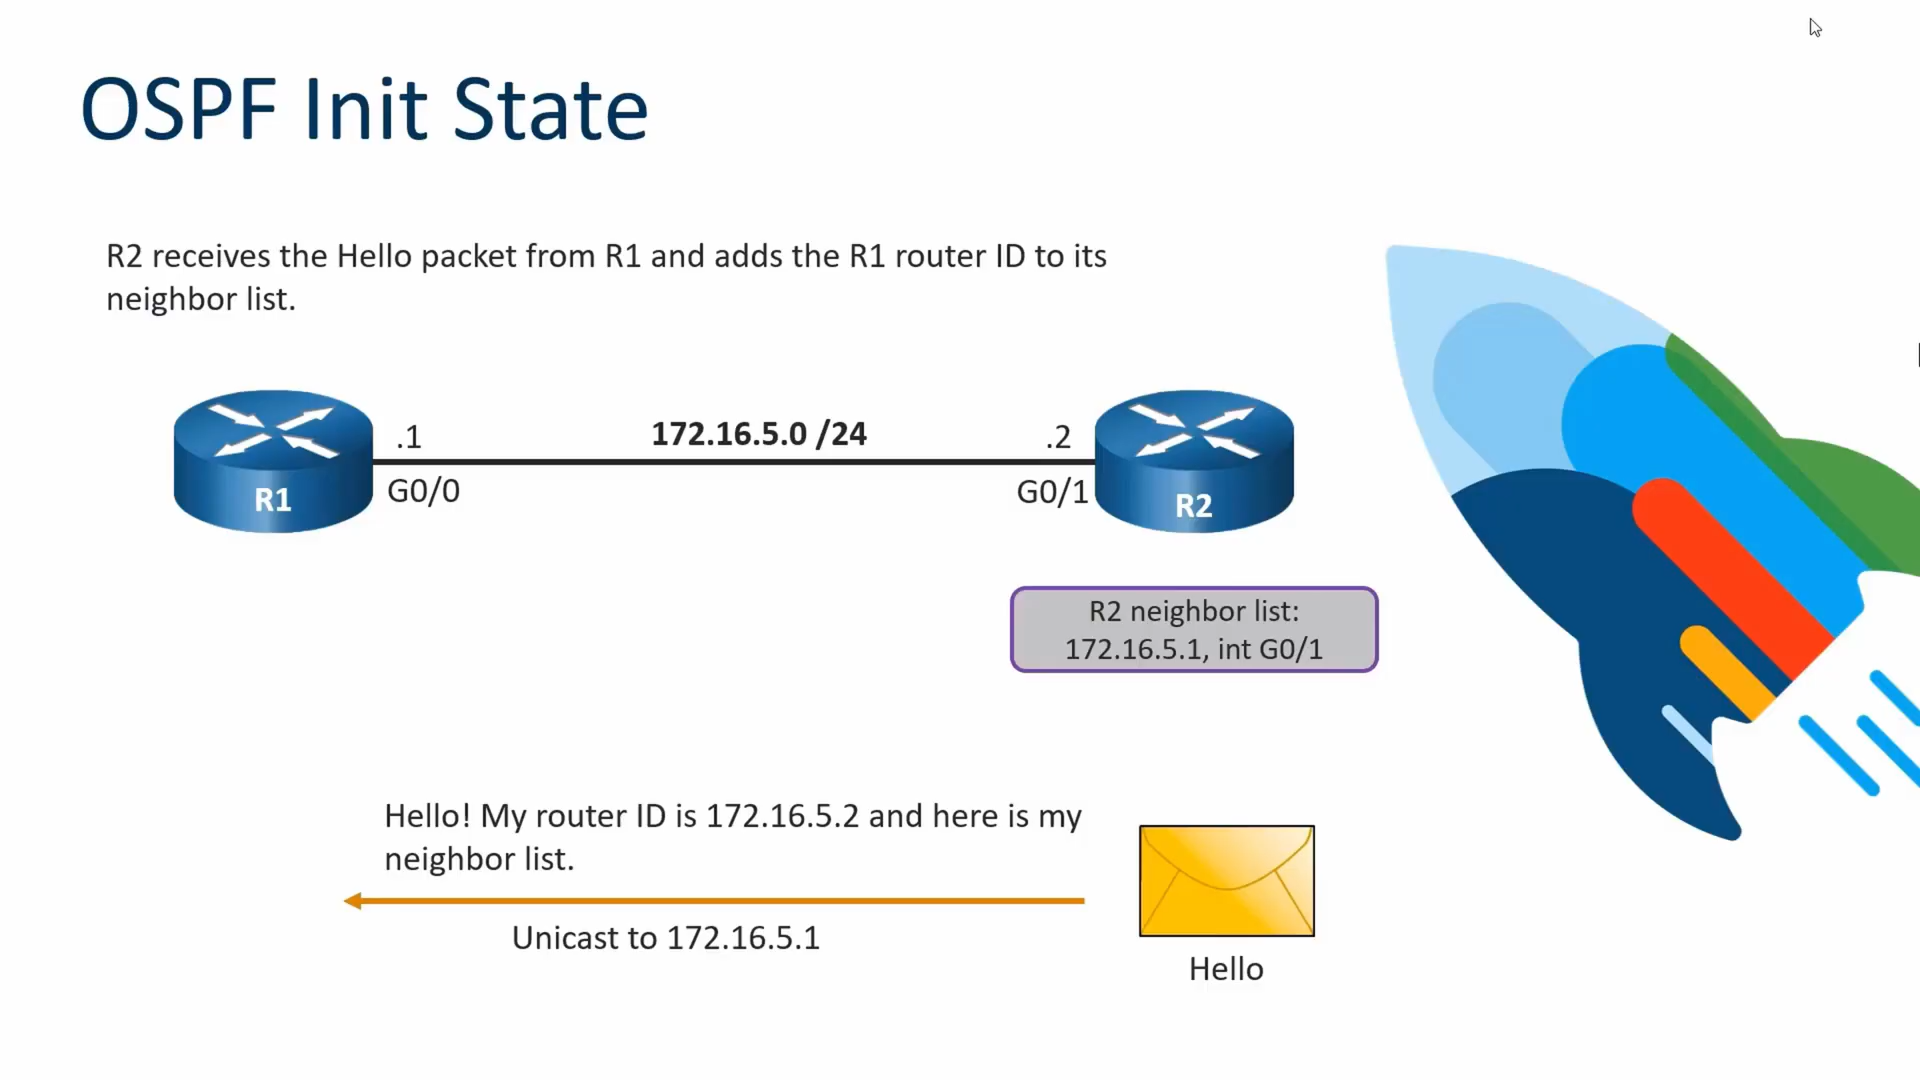 OSPF Init State
R2 receives the Hello packet from R1 and adds the R1 router ID to its
neighbor list.
.1
172.16.5.0 /24
.2
R1
G0/0
G0/1
R2
R2 neighbor list:
172.16.5.1, int G0/1
Hello! My router ID is 172.16.5.2 and here is my
neighbor list.
Unicast to 172.16.5.1
Hello